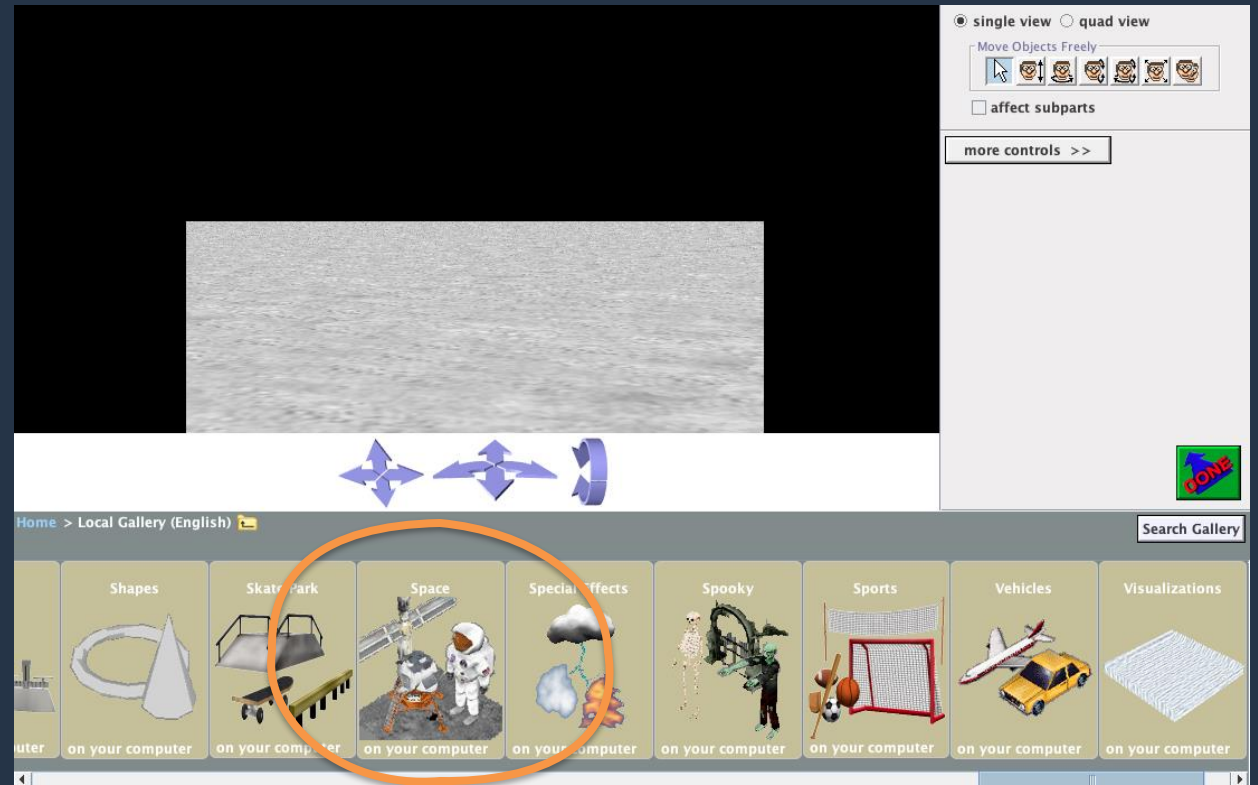 single view quad view
Move Objects Freely
affect subparts
more controls >>
DONE
Home > Local Gallery (English)
Search Gallery
Shapes Skate Park Space Special Effects Spooky Sports Vehicles Visualizations
on your computer on your computer on your computer on your computer on your computer on your computer on your computer on your computer